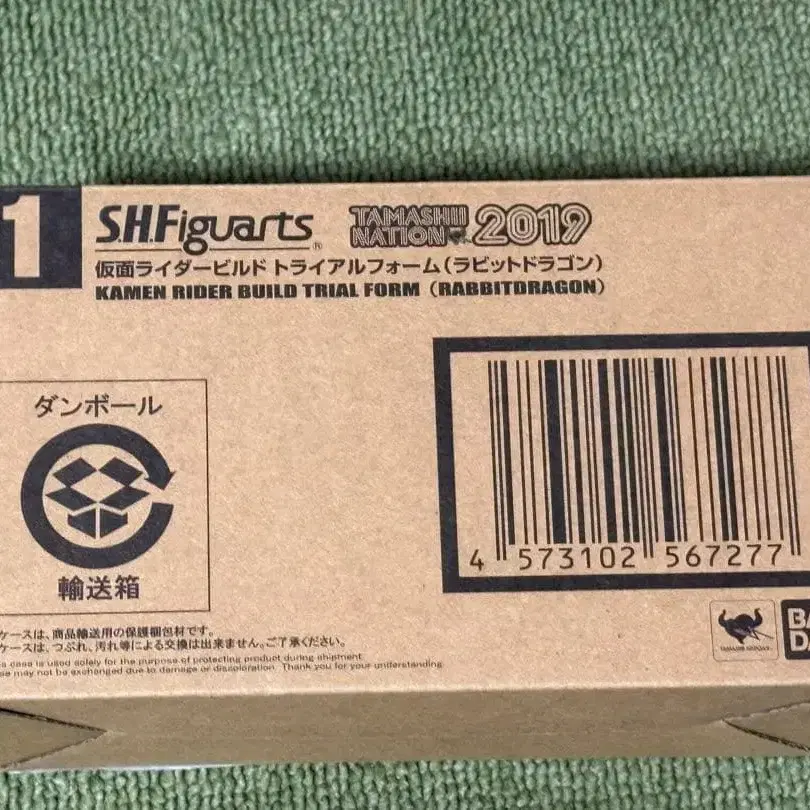 1
S.H.Figuarts® TAMASHII NATION 2019
仮面ライダービルド トライアルフォーム(ラビットドラゴン)
KAMEN RIDER BUILD TRIAL FORM (RABBITDRAGON)
ダンボール
輸送箱
4 573102 567277
ケースは、商品輸送用の保護梱包材です。
ケースは、つぶれ、汚れ等による交換は出来ません。ご了承ください。
case is used solely for the purpose of protecting product during shipment.
may not be exchanged due to damage or discoloration. Thank you for your understanding.
TAMASHII NATIONS
BA
DA